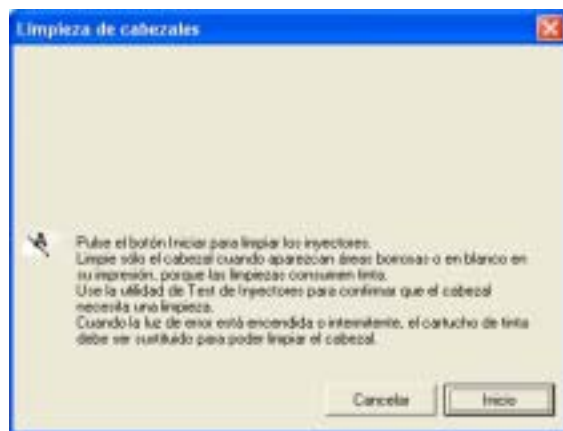 Limpieza de cabezales
Pulse el botón Iniciar para limpiar los inyectores.
Limpie sólo el cabezal cuando aparezcan áreas borrosas o en blanco en
su impresión, porque las limpiezas consumen tinta.
Use la utilidad de Test de Inyectores para confirmar que el cabezal
necesita una limpieza.
Cuando la luz de error está encendida o intermitente, el cartucho de tinta
debe ser sustituido para poder limpiar el cabezal.
Cancelar
Inicio